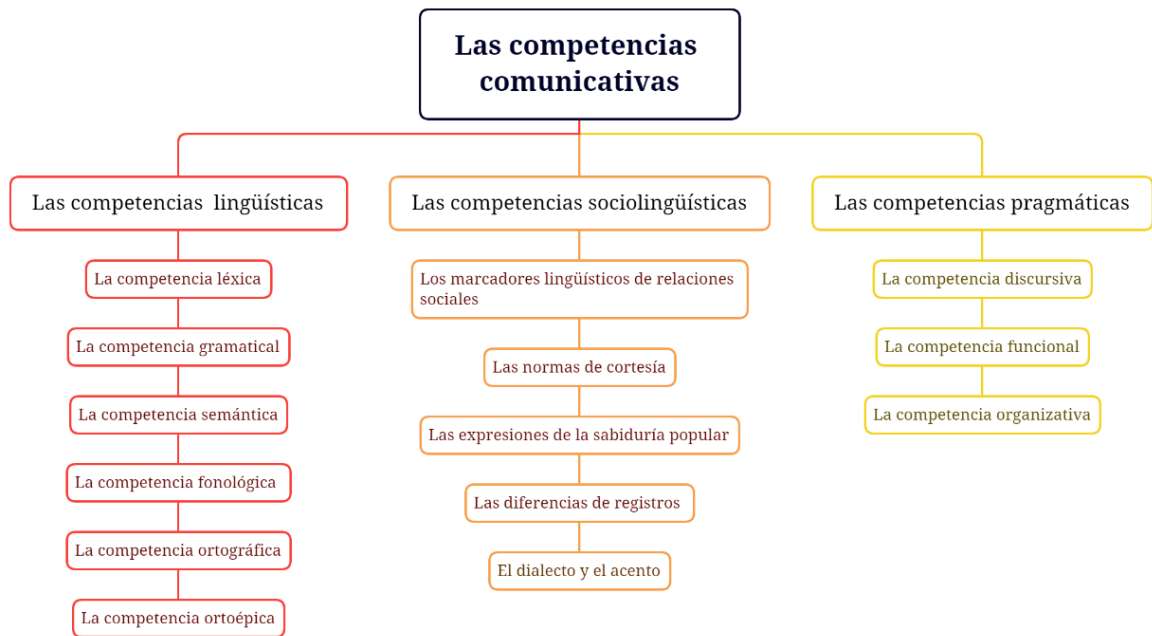 Las competencias
comunicativas
Las competencias lingüísticas
La competencia léxica
La competencia gramatical
La competencia semántica
La competencia fonológica
La competencia ortográfica
La competencia ortoépica
Las competencias sociolingüísticas
Los marcadores lingüísticos de relaciones
sociales
Las normas de cortesía
Las expresiones de la sabiduría popular
Las diferencias de registros
El dialecto y el acento
Las competencias pragmáticas
La competencia discursiva
La competencia funcional
La competencia organizativa